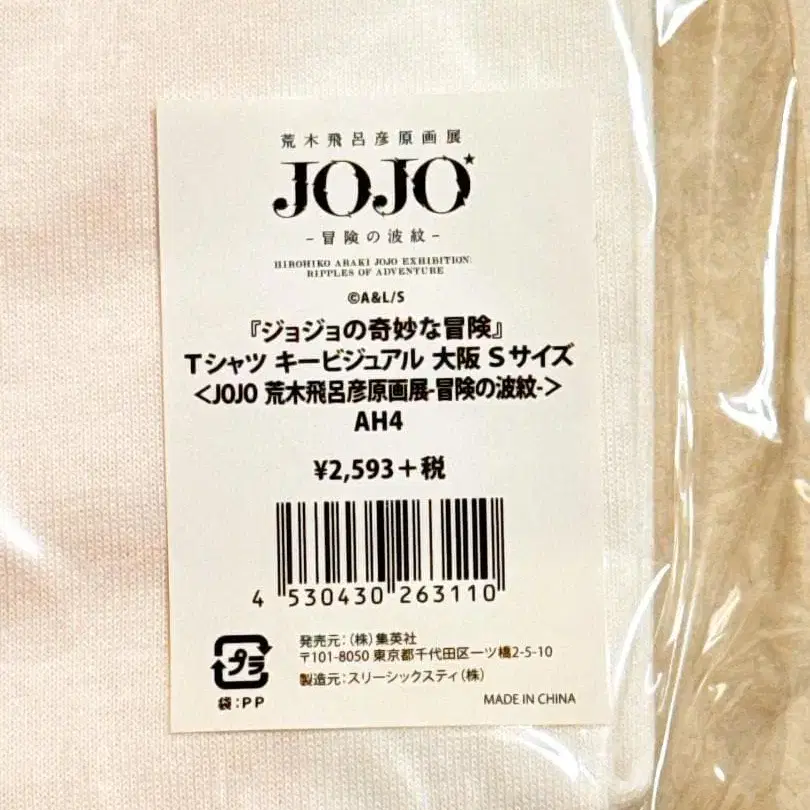 荒木飛呂彦原画展
JOJO★
-冒険の波紋-
HIROHIKO ARAKI JOJO EXHIBITION:
RIPPLES OF ADVENTURE
©A&L/S
『ジョジョの奇妙な冒険』
Tシャツ キービジュアル 大阪 Sサイズ
<JOJO 荒木飛呂彦原画展-冒険の波紋->
AH4
¥2,593+税
4 530430 263110
発売元:(株)集英社
〒101-8050 東京都千代田区一ツ橋2-5-10
製造元:スリーシックスティ(株)
プラ
袋:PP
MADE IN CHINA